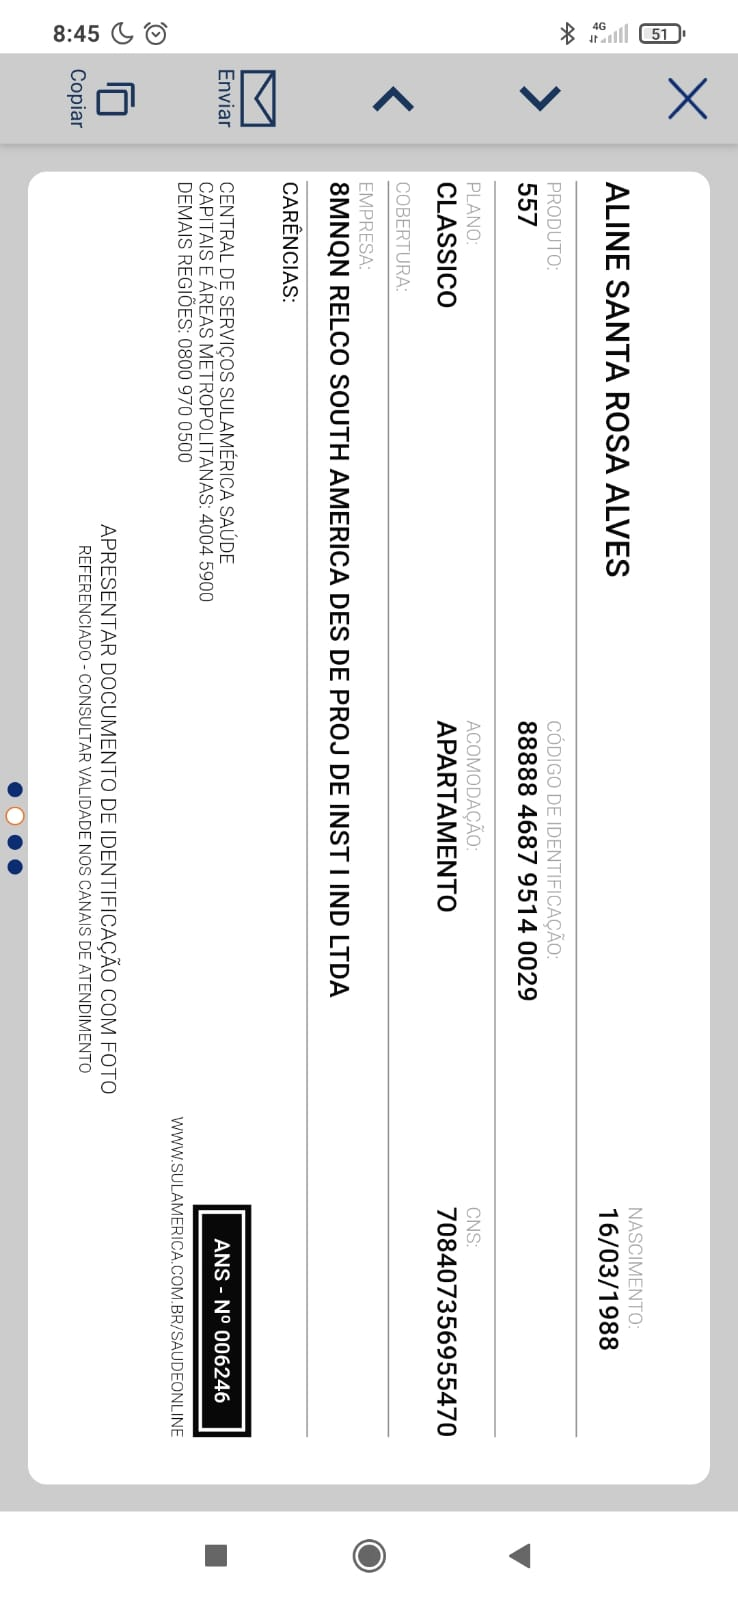 8:45
4G
51
Copiar
Enviar
ALINE SANTA ROSA ALVES
NASCIMENTO:
16/03/1988
PRODUTO:
557
CÓDIGO DE IDENTIFICAÇÃO:
88888 4687 9514 0029
PLANO:
CLASSICO
ACOMODAÇÃO:
APARTAMENTO
CNS:
708407356955470
COBERTURA:
EMPRESA:
8MNQN RELCO SOUTH AMERICA DES DE PROJ DE INST I IND LTDA
CARÊNCIAS:
CENTRAL DE SERVIÇOS SULAMÉRICA SAÚDE
CAPITAIS E ÁREAS METROPOLITANAS: 4004 5900
DEMAIS REGIÕES: 0800 970 0500
ANS - Nº 006246
WWW.SULAMERICA.COM.BR/SAUDEONLINE
APRESENTAR DOCUMENTO DE IDENTIFICAÇÃO COM FOTO
REFERENCIADO - CONSULTAR VALIDADE NOS CANAIS DE ATENDIMENTO